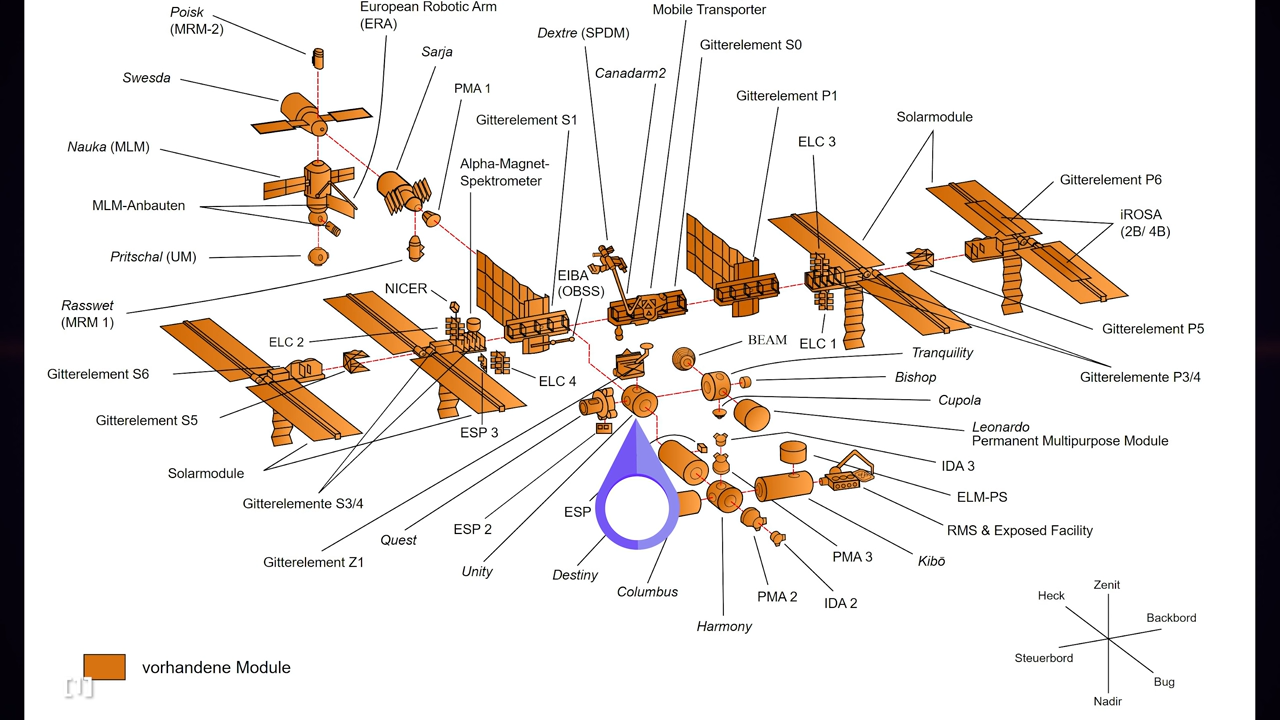 Poisk
(MRM-2)
European Robotic Arm
(ERA)
Mobile Transporter
Dextre (SPDM)
Sarja
Gitterelement S0
Swesda
Canadarm2
PMA 1
Gitterelement P1
Gitterelement S1
Solarmodule
ELC 3
Nauka (MLM)
Alpha-Magnet-
Spektrometer
Gitterelement P6
MLM-Anbauten
iROSA
(2B/ 4B)
Pritschal (UM)
EIBA
(OBSS)
NICER
Rasswet
(MRM 1)
Gitterelement P5
ELC 2
BEAM
ELC 1
Tranquility
Gitterelement S6
ELC 4
Bishop
Gitterelemente P3/4
Cupola
Gitterelement S5
ESP 3
Leonardo
Permanent Multipurpose Module
Solarmodule
IDA 3
Gitterelemente S3/4
ELM-PS
ESP
ESP 2
RMS & Exposed Facility
Quest
Gitterelement Z1
PMA 3
Kibō
Unity
Destiny
Columbus
PMA 2
IDA 2
Harmony
Zenit
Heck
Backbord
Steuerbord
Bug
Nadir
vorhandene Module
[1]